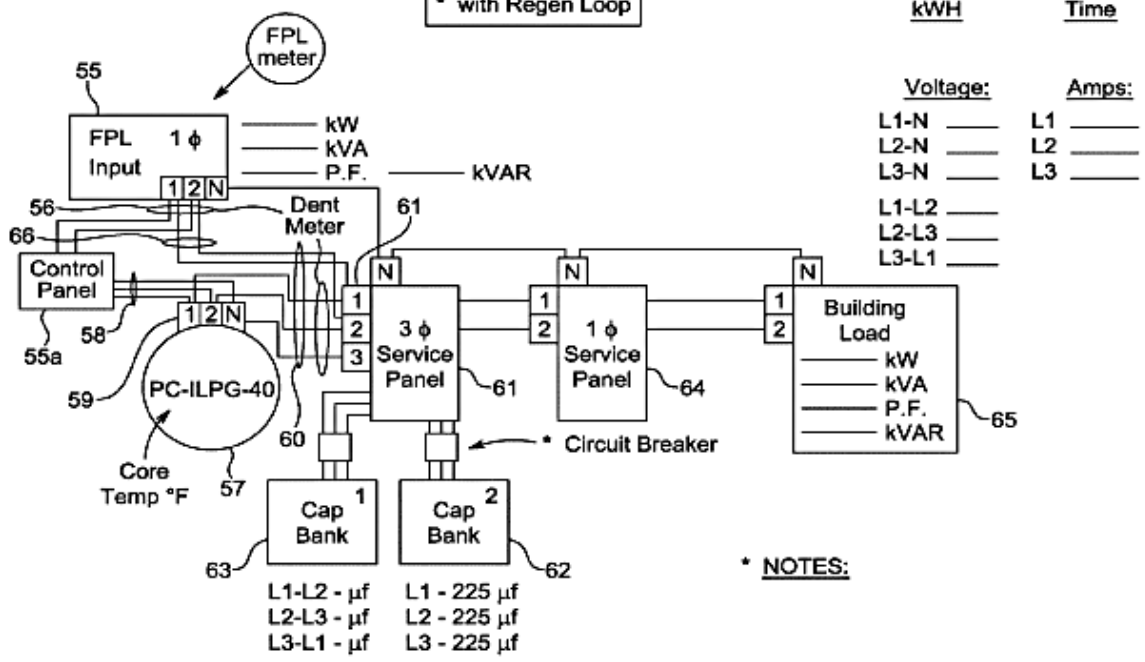 * with Regen Loop
kWH Time
FPL
meter
55
Voltage: Amps:
FPL 1 ϕ
Input
1 2 N
kW
kVA
P.F. kVAR
L1-N L1
L2-N L2
L3-N L3
L1-L2
L2-L3
L3-L1
56
66
Dent
Meter
61
Control
Panel
55a
58
1 2 N
59
PC-ILPG-40
Core
Temp °F
57
60
N
1
2
3
3 ϕ
Service
Panel
61
N
1
2
1 ϕ
Service
Panel
64
N
1
2
Building
Load
kW
kVA
P.F.
kVAR
65
* Circuit Breaker
1
Cap
Bank
63
2
Cap
Bank
62
* NOTES:
L1-L2 - µf L1 - 225 µf
L2-L3 - µf L2 - 225 µf
L3-L1 - µf L3 - 225 µf